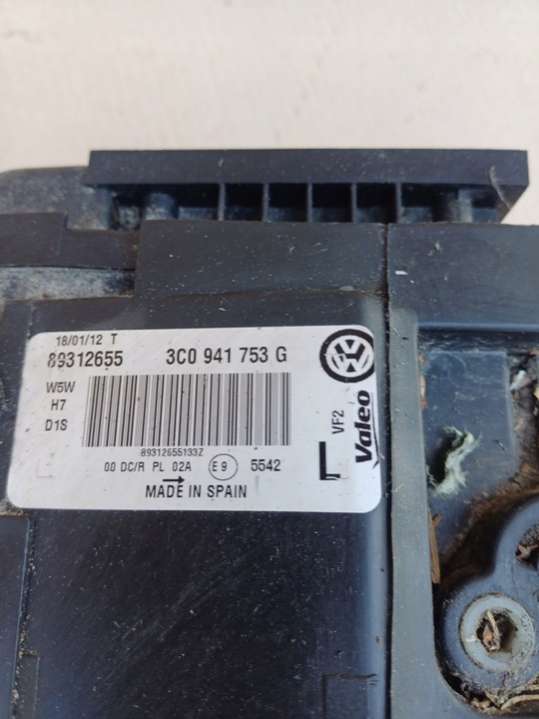 18/01/12 T
89312655 3C0 941 753 G
W5W
H7
D1S
89312655133Z
00 DC/R PL 02A E9 5542
MADE IN SPAIN
L
VF2
Valeo